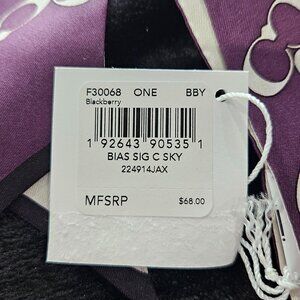 F30068 ONE BBY
Blackberry
1 92643 90535 1
BIAS SIG C SKY
224914JAX
MFSRP $68.00